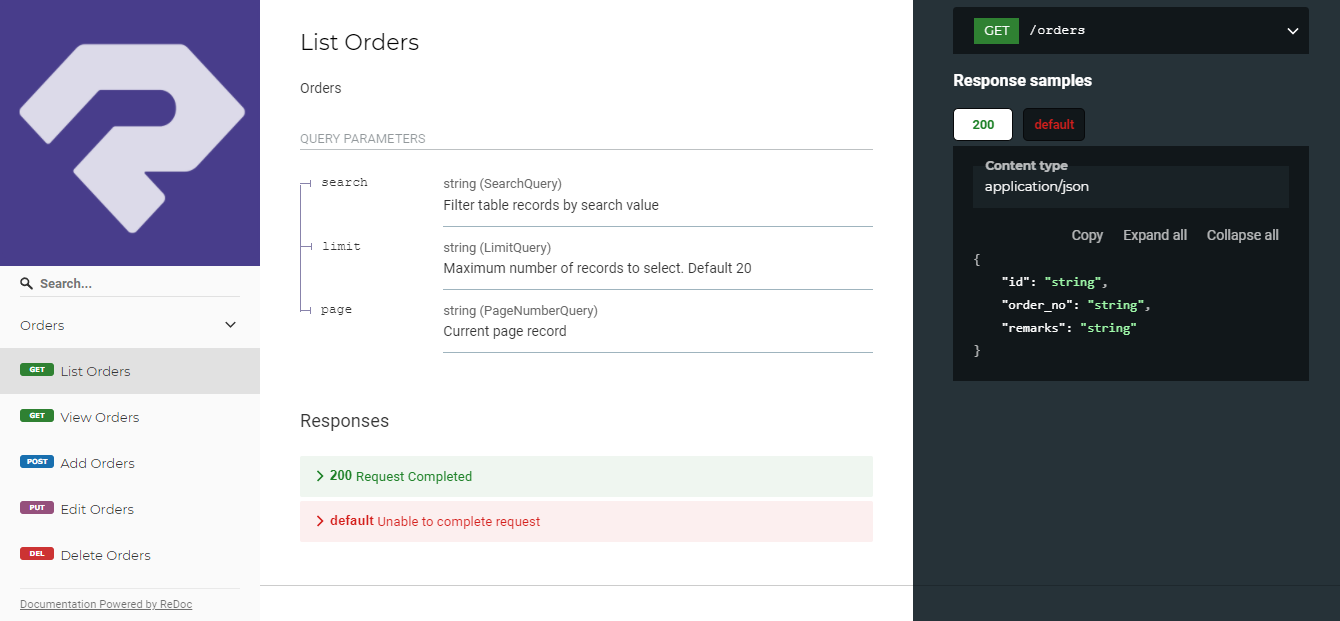 Search...
Orders
GET List Orders
GET View Orders
POST Add Orders
PUT Edit Orders
DEL Delete Orders
Documentation Powered by ReDoc
List Orders
Orders
QUERY PARAMETERS
search
string (SearchQuery)
Filter table records by search value
limit
string (LimitQuery)
Maximum number of records to select. Default 20
page
string (PageNumberQuery)
Current page record
Responses
200 Request Completed
default Unable to complete request
GET /orders
Response samples
200 default
Content type
application/json
Copy Expand all Collapse all
{
"id": "string",
"order_no": "string",
"remarks": "string"
}